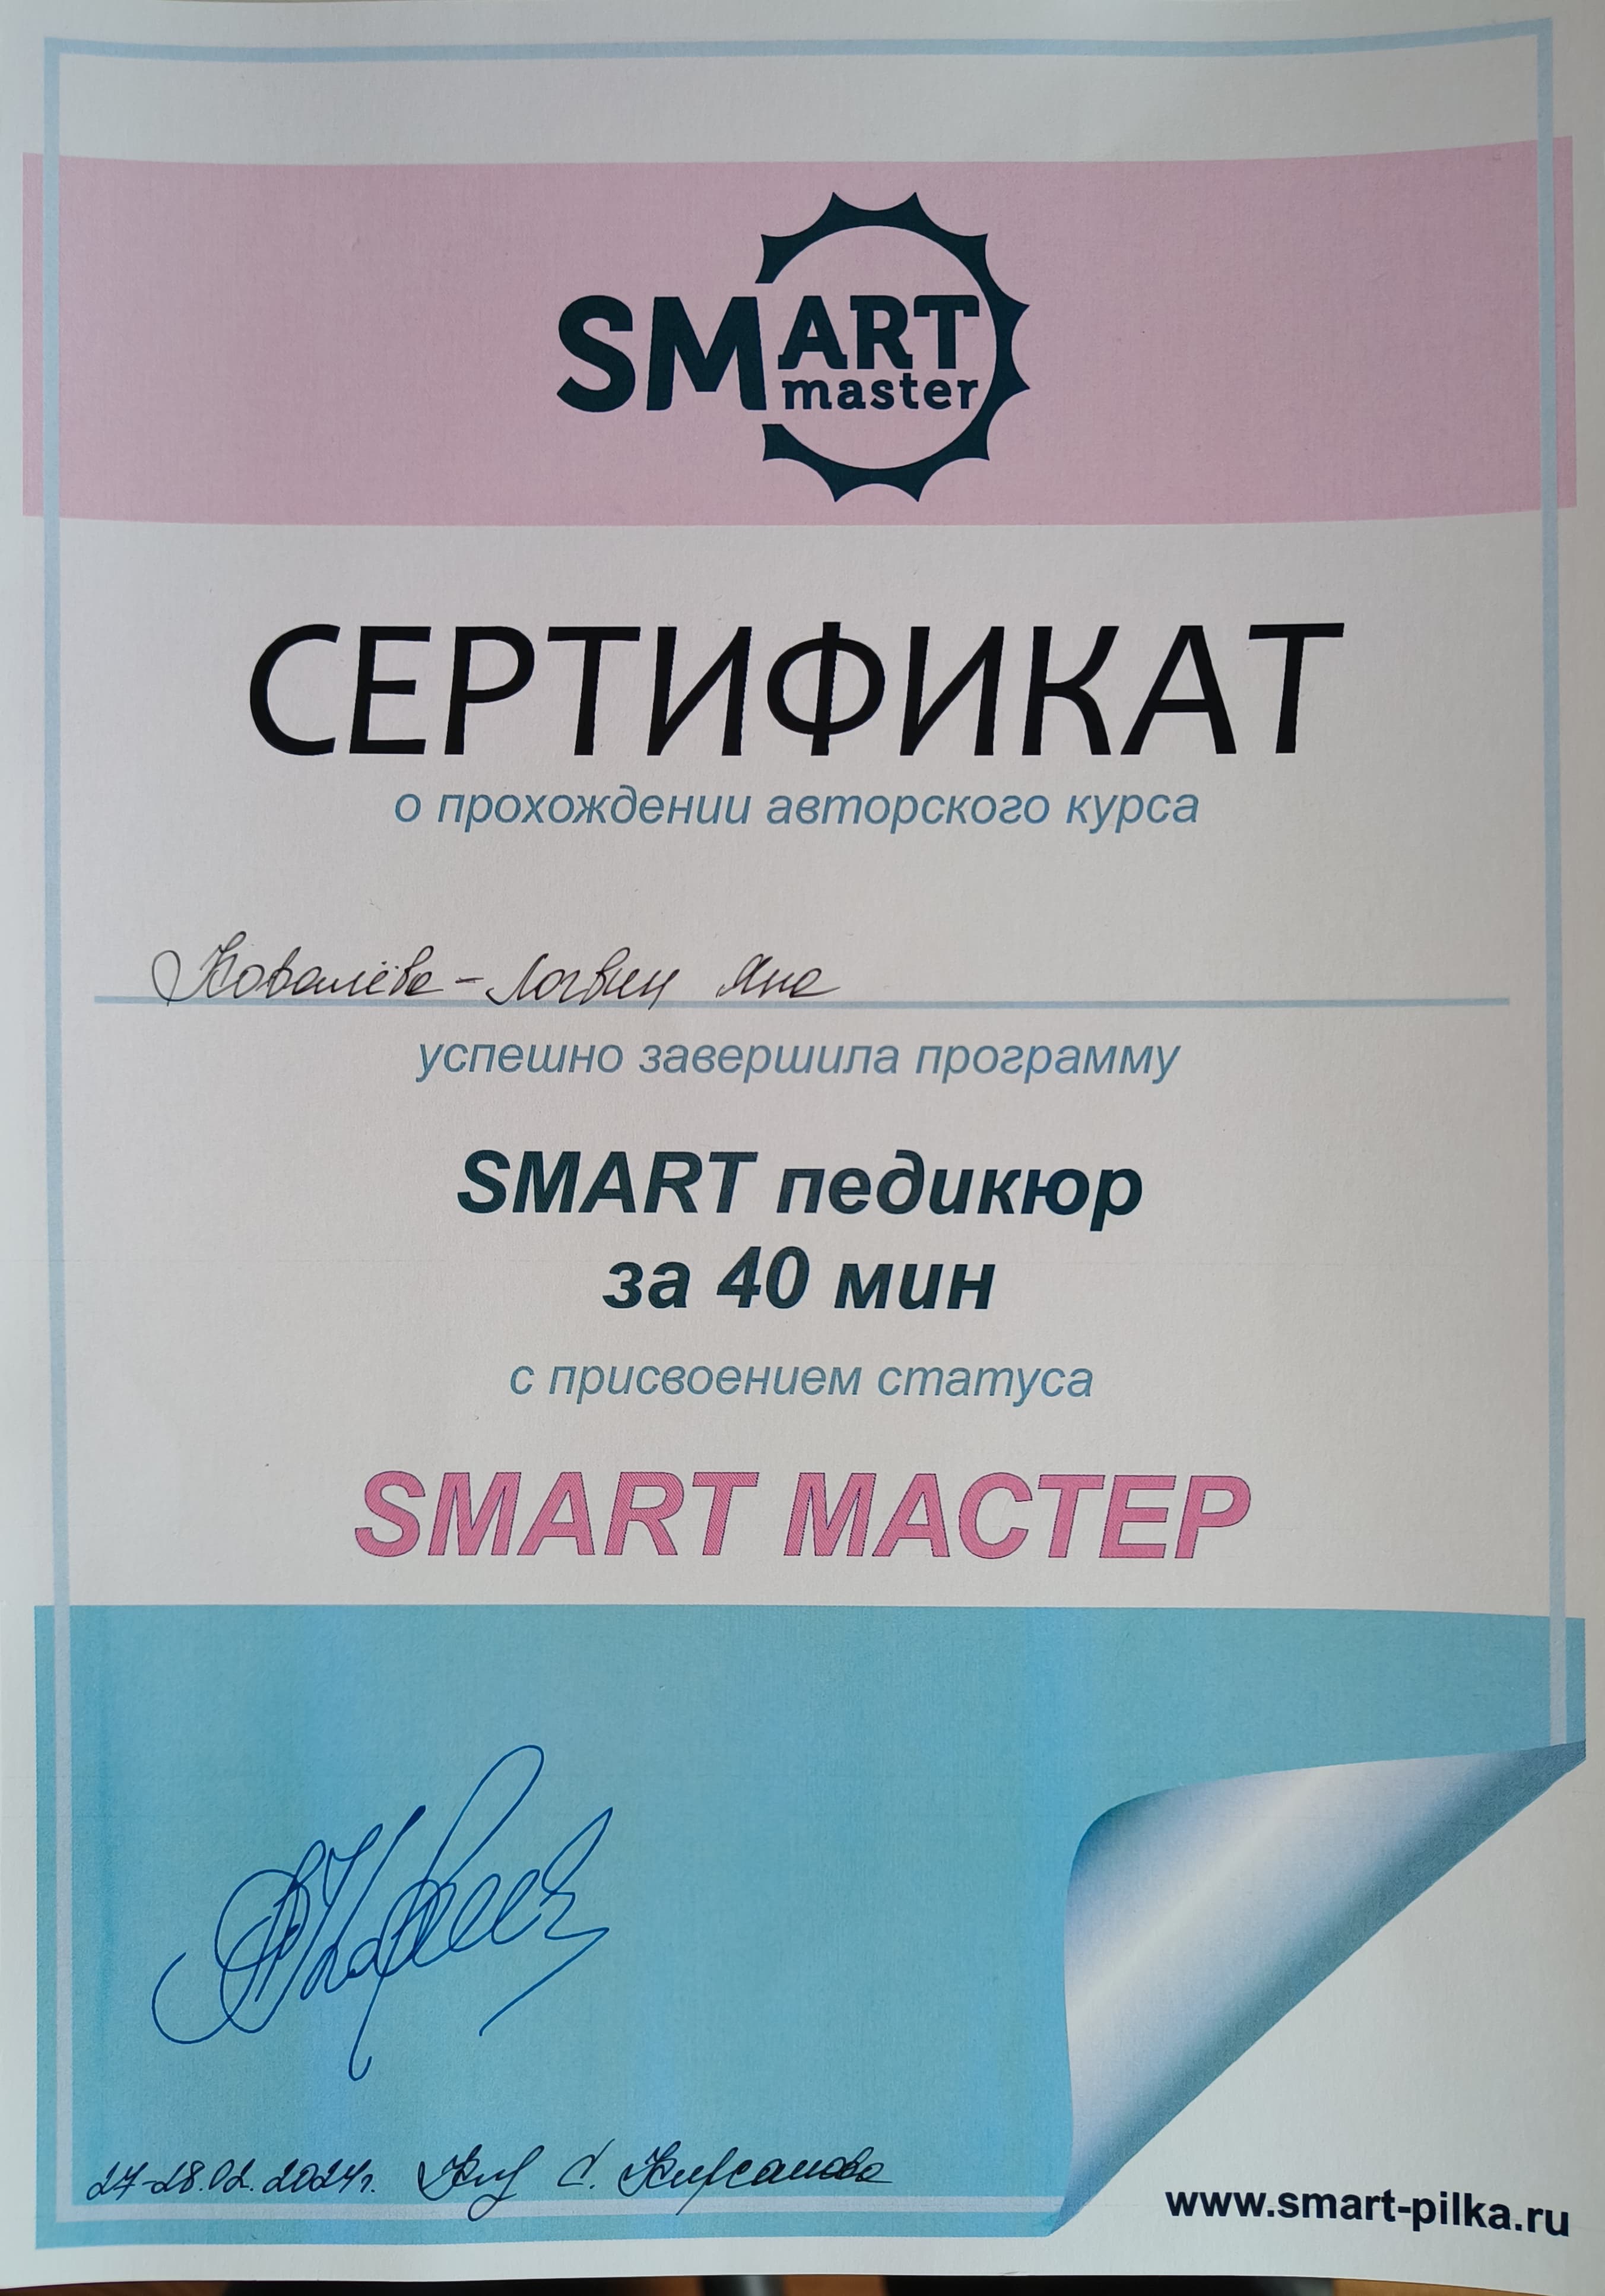 SMART
master
СЕРТИФИКАТ
о прохождении авторского курса
Ковалёва-Логвин Яна
успешно завершила программу
SMART педикюр
за 40 мин
с присвоением статуса
SMART МАСТЕР
27-28.02.2024г. С. Кирсанова
www.smart-pilka.ru